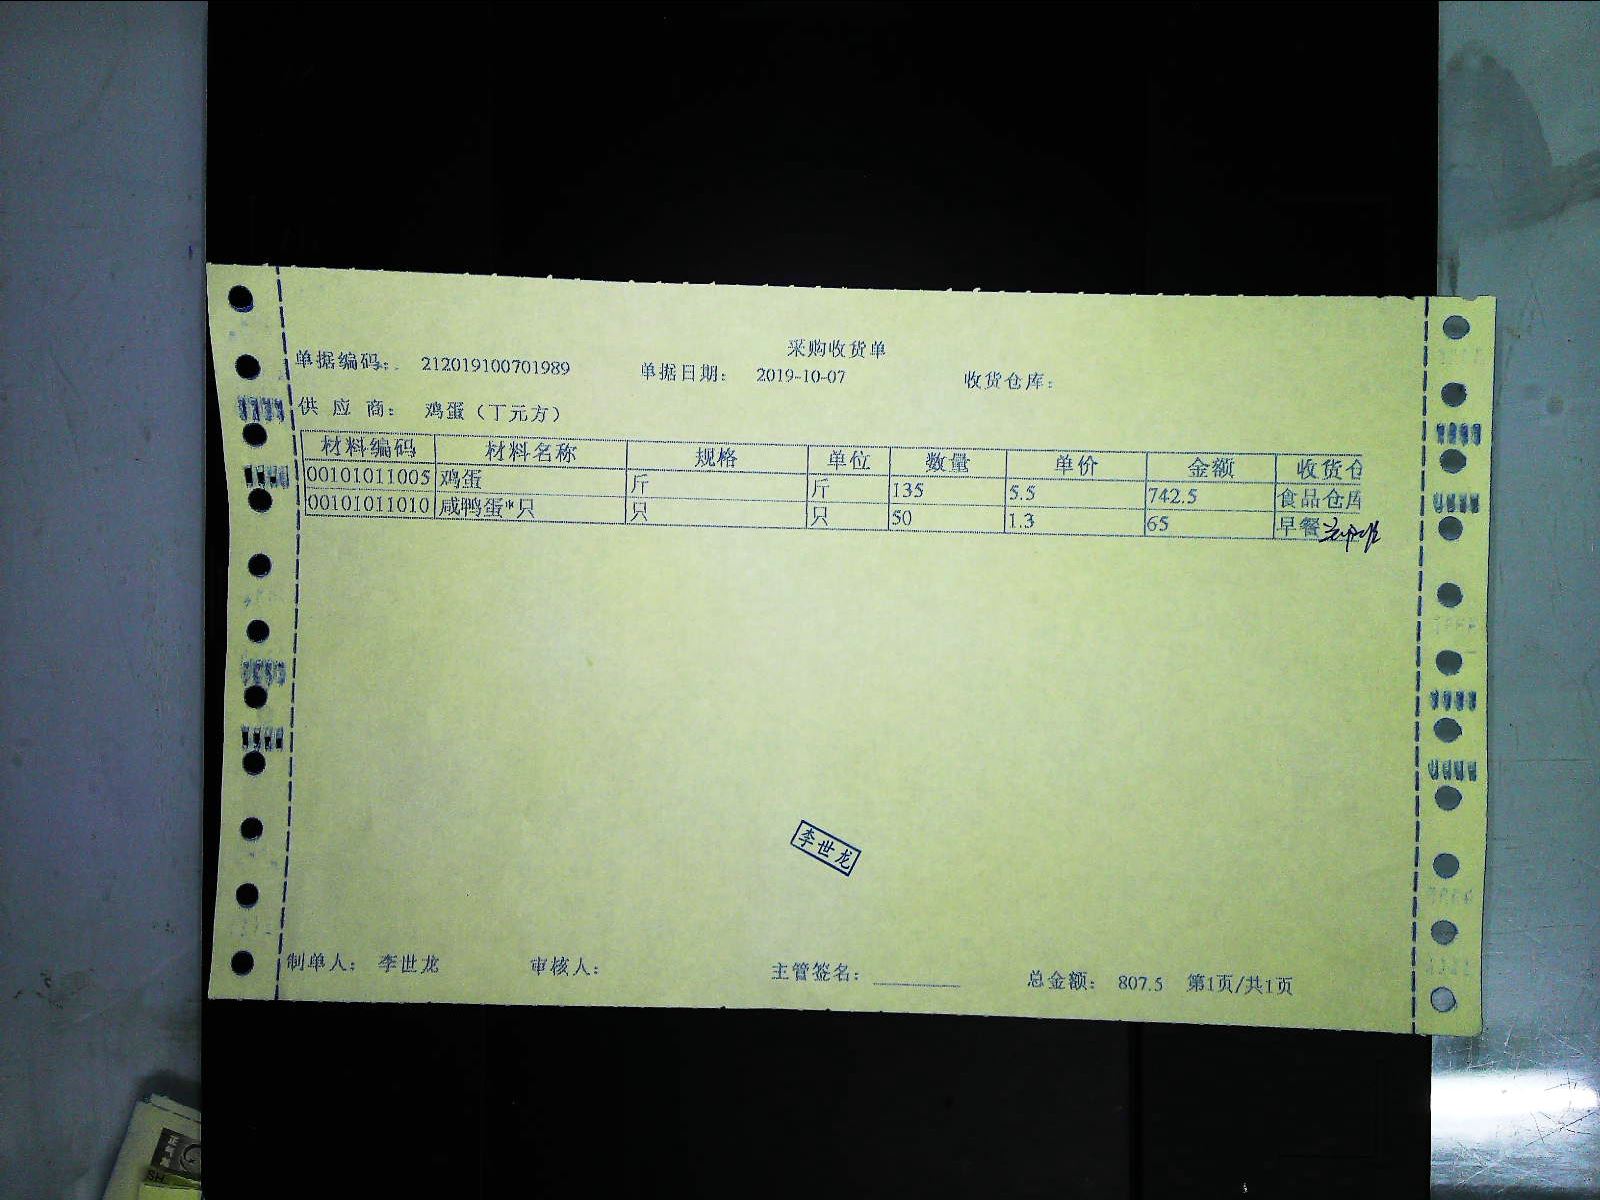 采购收货单
单据编码： 212019100701989 单据日期： 2019-10-07 收货仓库：
供 应 商： 鸡蛋（丁元方）
材料编码 材料名称 规格 单位 数量 单价 金额 收货仓
00101011005 鸡蛋 斤 斤 135 5.5 742.5 食品仓库
00101011010 咸鸭蛋*只 只 只 50 1.3 65 早餐
李世龙
制单人： 李世龙 审核人： 主管签名： 总金额： 807.5 第1页/共1页